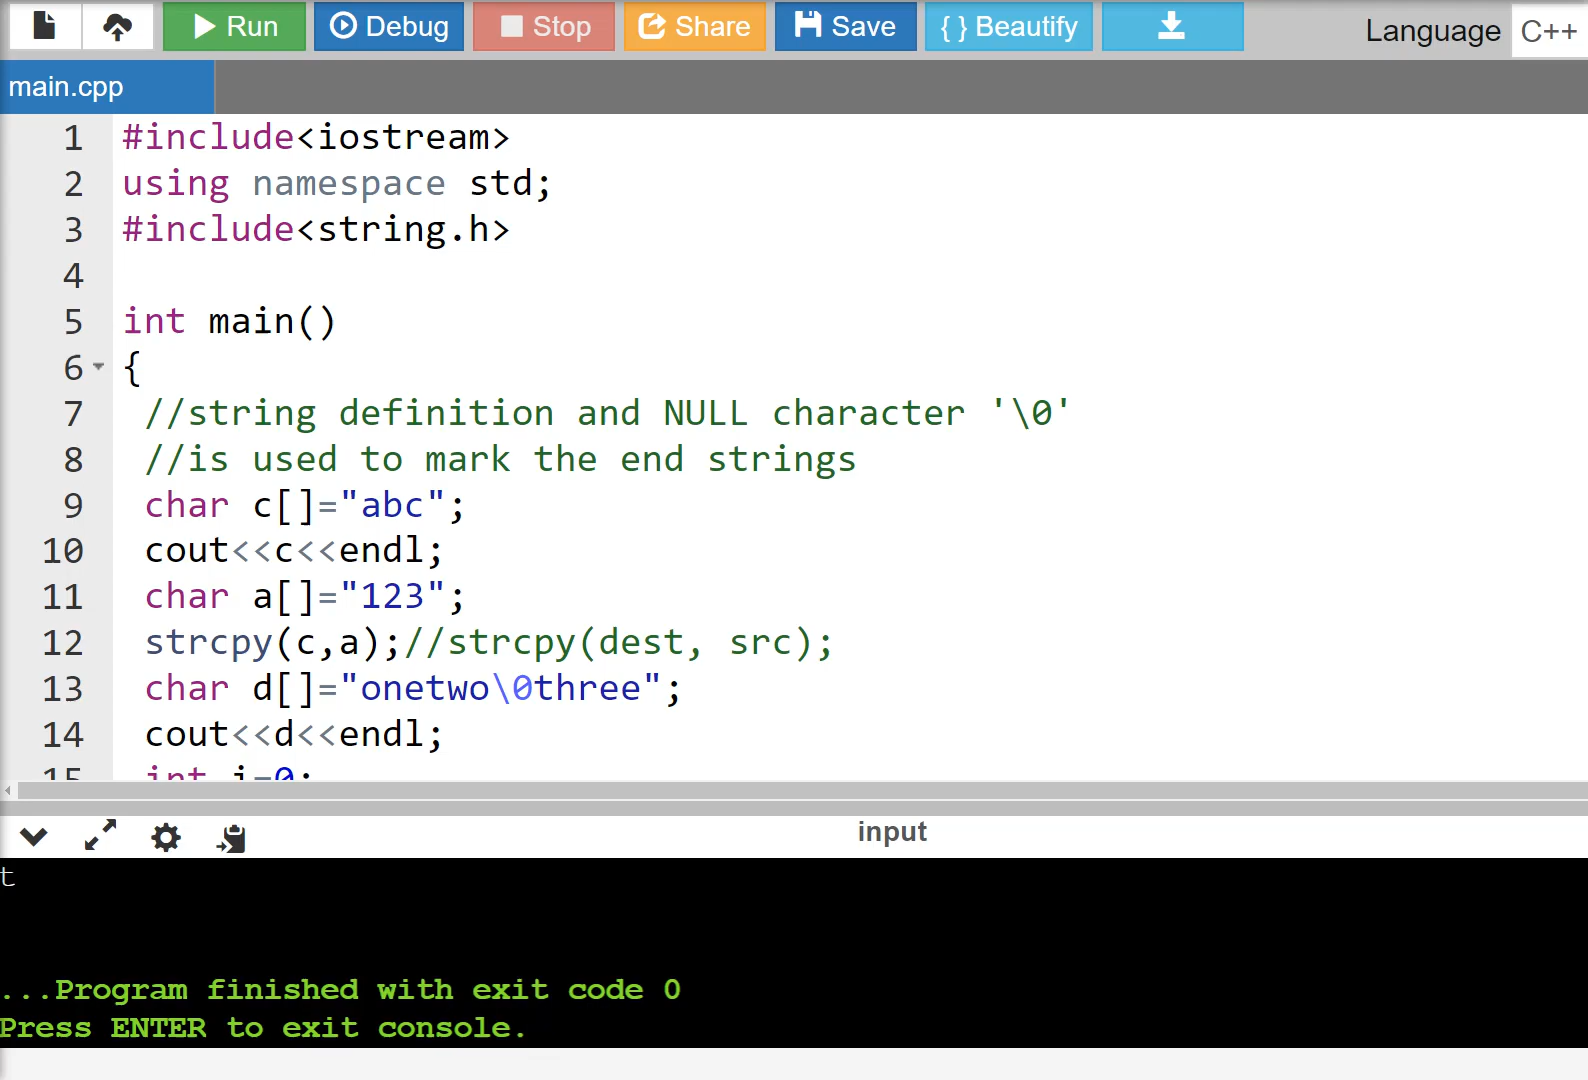 Run Debug Stop Share Save { } Beautify Language C++
main.cpp
1 #include<iostream>
2 using namespace std;
3 #include<string.h>
4
5 int main()
6 {
7 //string definition and NULL character '\0'
8 //is used to mark the end strings
9 char c[]="abc";
10 cout<<c<<endl;
11 char a[]="123";
12 strcpy(c,a);//strcpy(dest, src);
13 char d[]="onetwo\0three";
14 cout<<d<<endl;
15 int i=0;
input
t
...Program finished with exit code 0
Press ENTER to exit console.